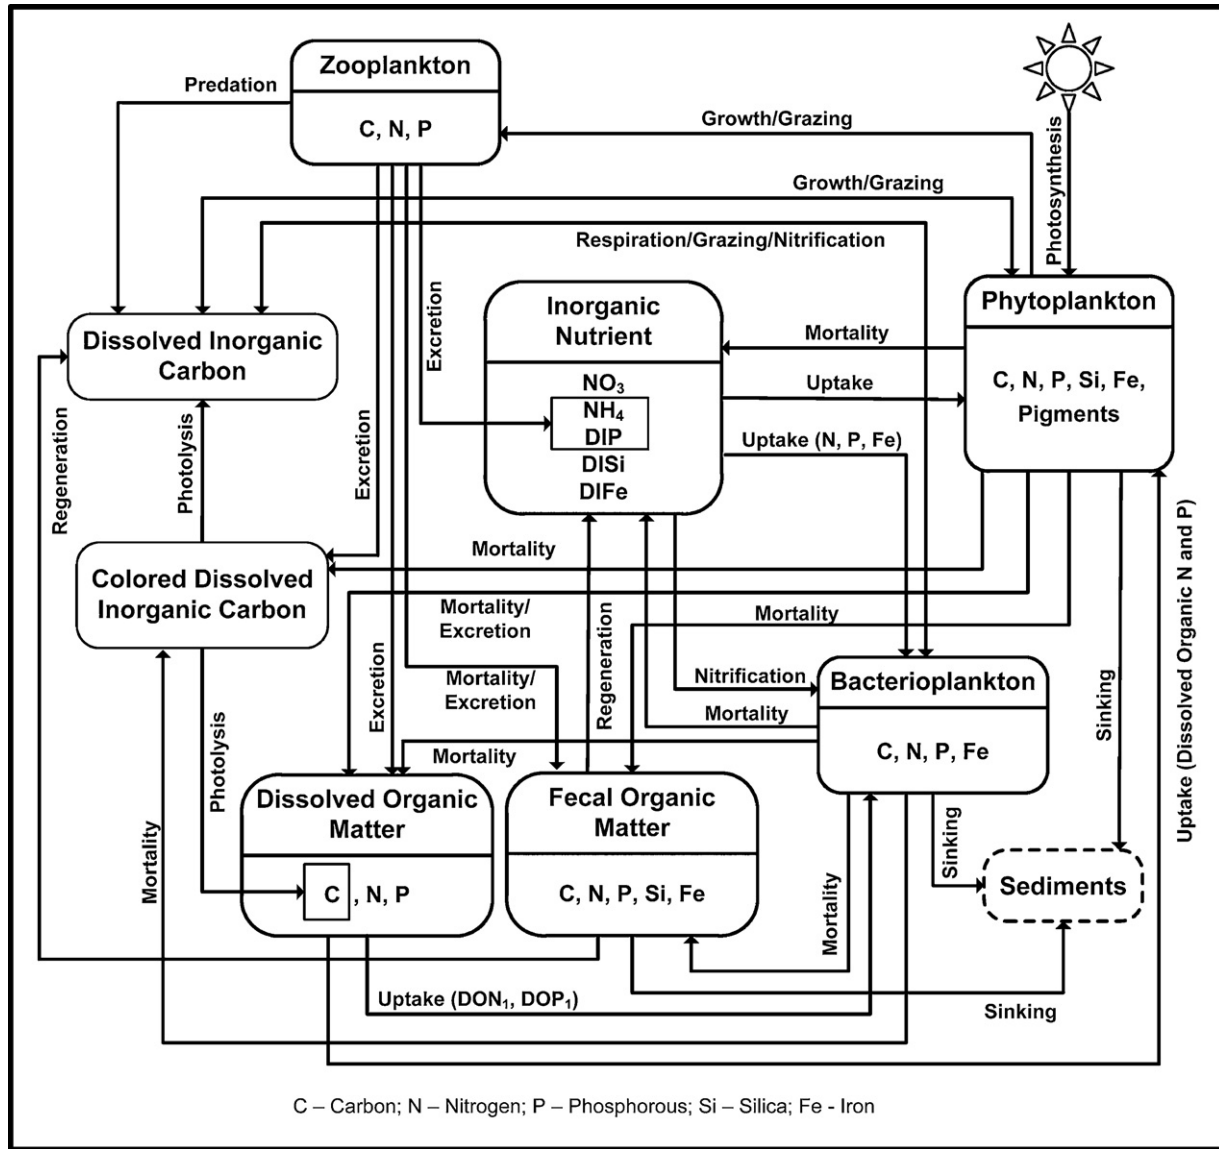 Zooplankton
C, N, P
Predation
Growth/Grazing
Growth/Grazing
Photosynthesis
Respiration/Grazing/Nitrification
Excretion
Inorganic
Nutrient
NO₃
NH₄
DIP
DISi
DIFe
Phytoplankton
C, N, P, Si, Fe,
Pigments
Mortality
Uptake
Uptake (N, P, Fe)
Dissolved Inorganic
Carbon
Regeneration
Photolysis
Excretion
Colored Dissolved
Inorganic Carbon
Mortality
Mortality/
Excretion
Mortality
Mortality/
Excretion
Regeneration
Nitrification
Mortality
Mortality
Bacterioplankton
C, N, P, Fe
Sinking
Uptake (Dissolved Organic N and P)
Photolysis
Excretion
Dissolved Organic
Matter
C , N, P
Fecal Organic
Matter
C, N, P, Si, Fe
Mortality
Mortality
Sinking
Sediments
Uptake (DON₁, DOP₁)
Sinking
C – Carbon; N – Nitrogen; P – Phosphorous; Si – Silica; Fe - Iron